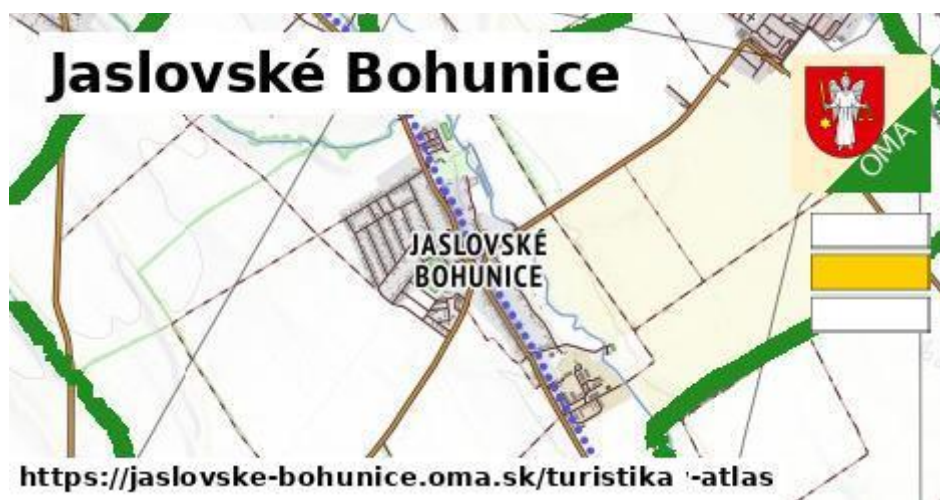 Jaslovské Bohunice
OMA
JASLOVSKÉ
BOHUNICE
https://jaslovske-bohunice.oma.sk/turistika -atlas